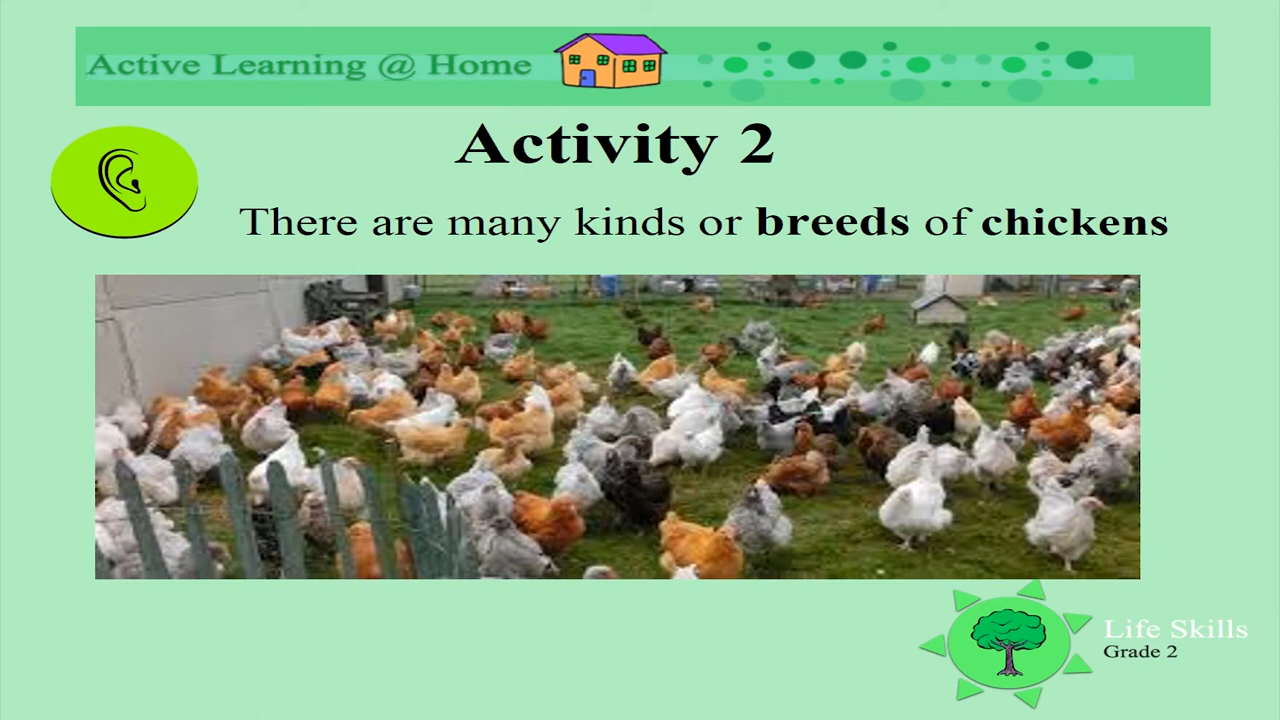 Active Learning @ Home
Activity 2
There are many kinds or breeds of chickens
Life Skills
Grade 2